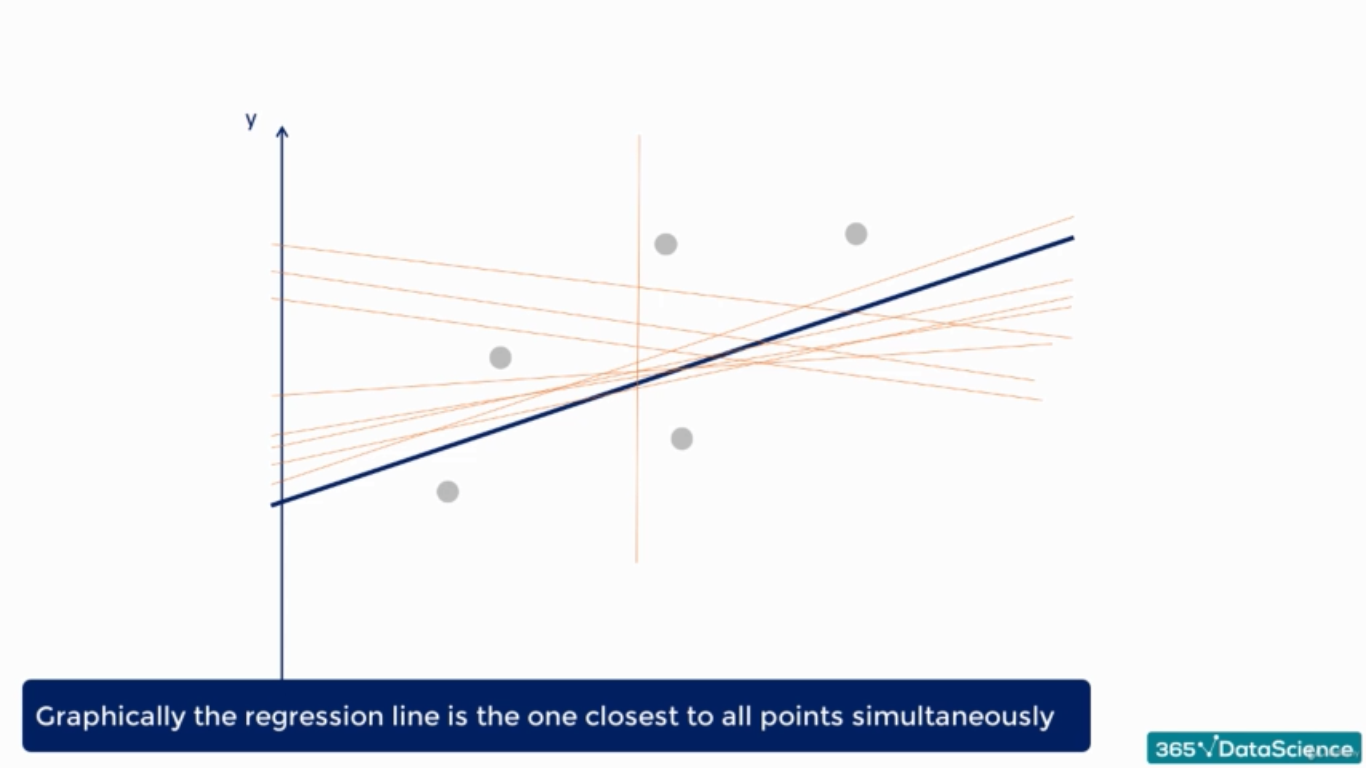 y
Graphically the regression line is the one closest to all points simultaneously
365 DataScience